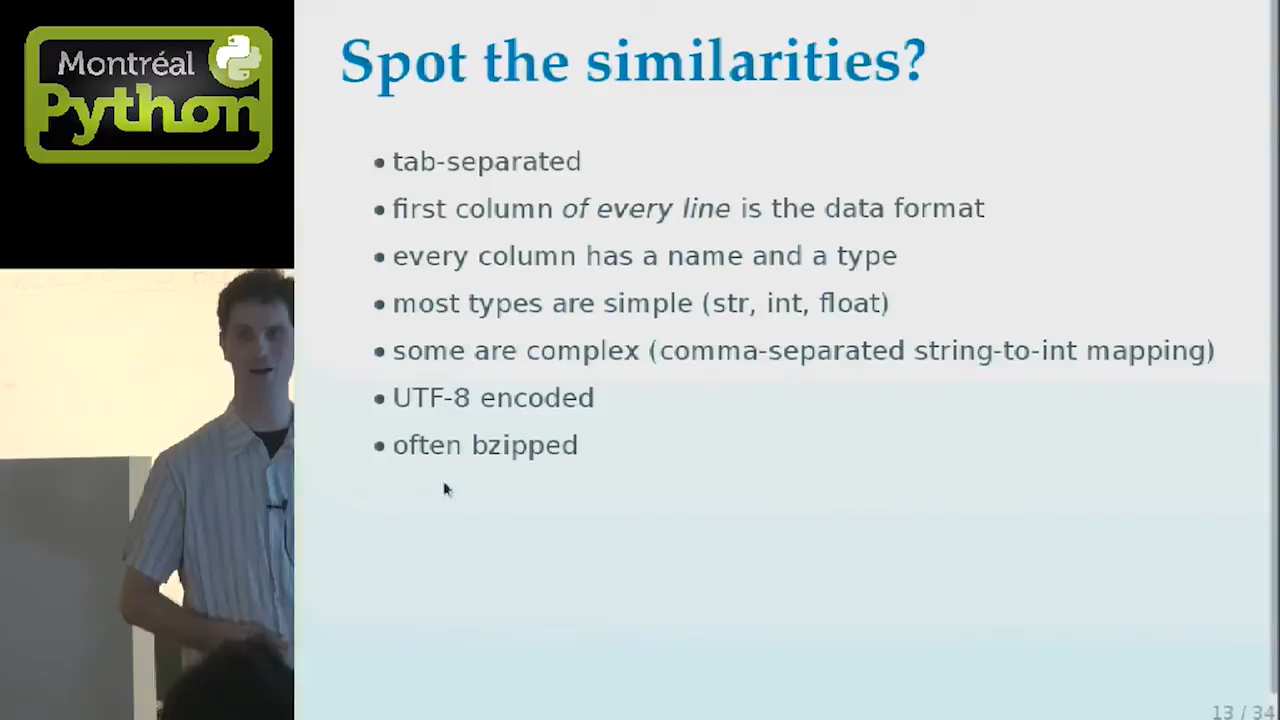 Montréal
Python
Spot the similarities?
• tab-separated
• first column of every line is the data format
• every column has a name and a type
• most types are simple (str, int, float)
• some are complex (comma-separated string-to-int mapping)
• UTF-8 encoded
• often bzipped
13 / 34